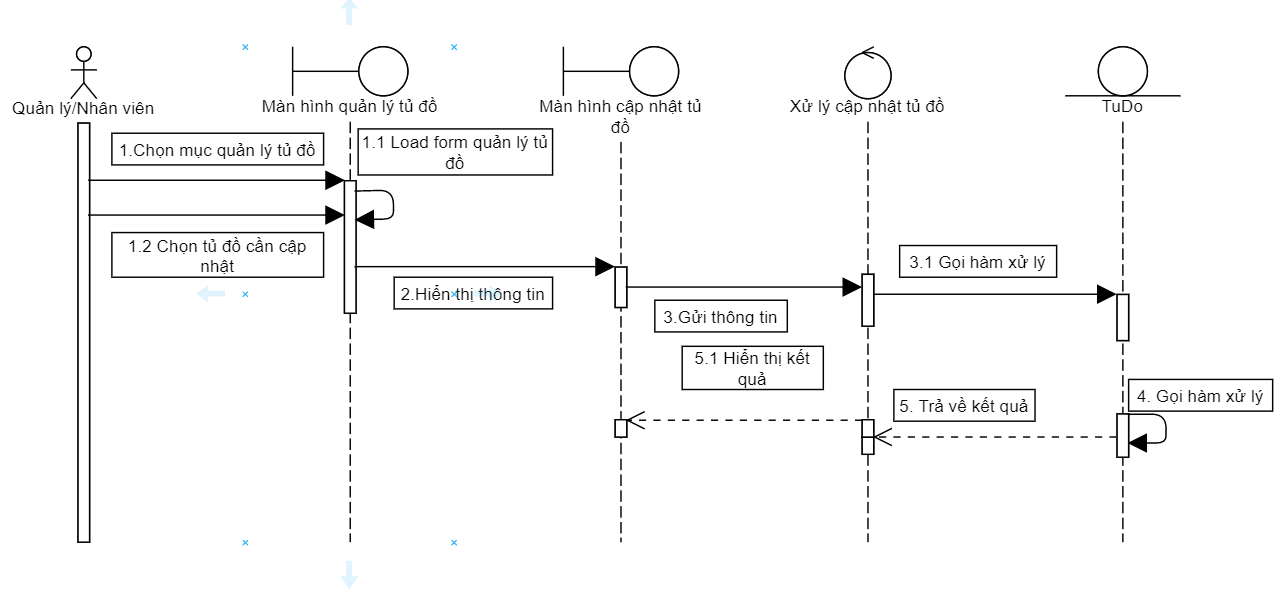 Quản lý/Nhân viên
Màn hình quản lý tủ đồ
Màn hình cập nhật tủ
đồ
Xử lý cập nhật tủ đồ
TuDo
1.Chọn mục quản lý tủ đồ
1.1 Load form quản lý tủ
đồ
1.2 Chọn tủ đồ cần cập
nhật
2.Hiển thị thông tin
3.Gửi thông tin
3.1 Gọi hàm xử lý
5.1 Hiển thị kết
quả
5. Trả về kết quả
4. Gọi hàm xử lý